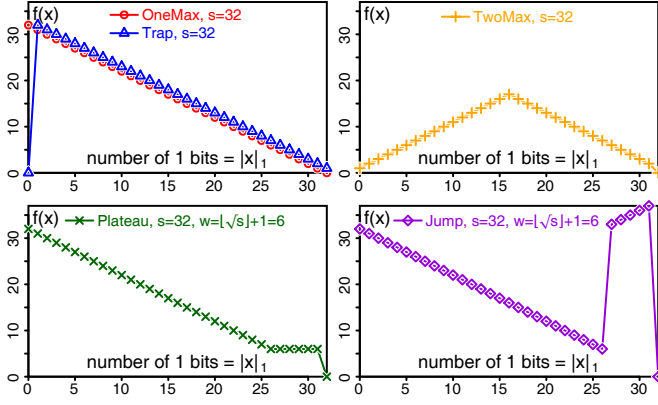 f(x)
OneMax, s=32
Trap, s=32
30
20
10
0
number of 1 bits = |x|₁
0 5 10 15 20 25 30
f(x)
TwoMax, s=32
30
20
10
0
number of 1 bits = |x|₁
0 5 10 15 20 25 30
f(x)
Plateau, s=32, w=⌊√s⌋+1=6
30
20
10
0
number of 1 bits = |x|₁
0 5 10 15 20 25 30
f(x)
Jump, s=32, w=⌊√s⌋+1=6
30
20
10
0
number of 1 bits = |x|₁
0 5 10 15 20 25 30